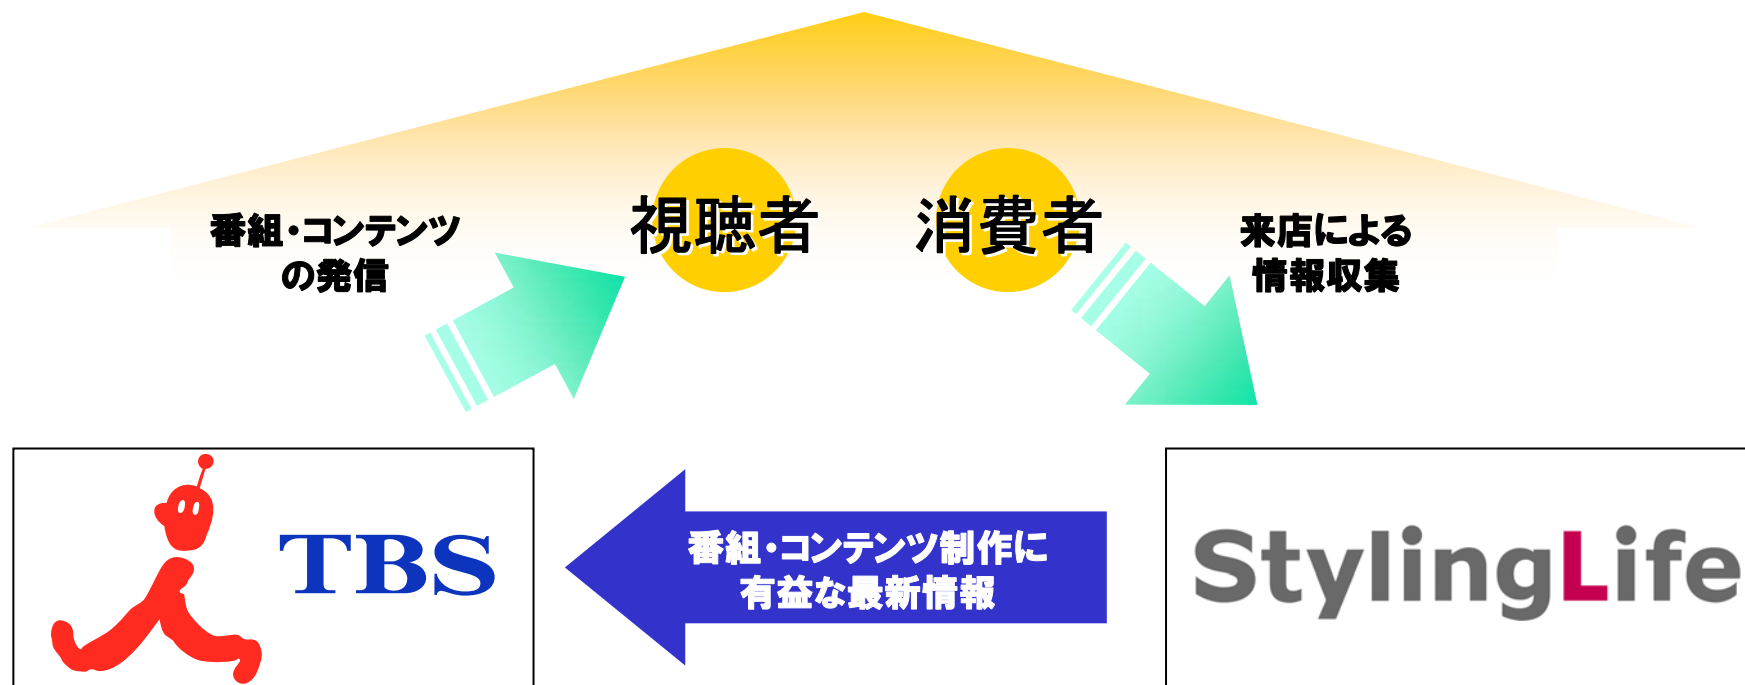 視聴者
消費者
番組・コンテンツ
の発信
来店による
情報収集
TBS
番組・コンテンツ制作に
有益な最新情報
StylingLife